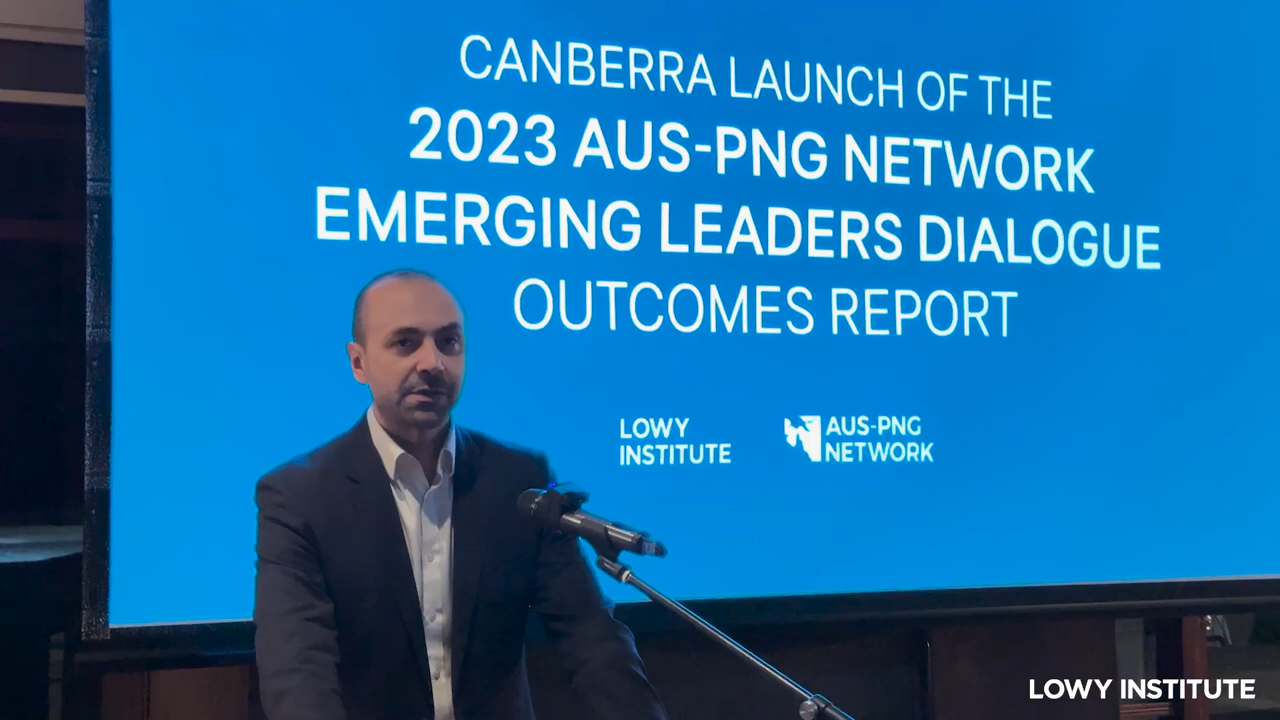 CANBERRA LAUNCH OF THE
2023 AUS-PNG NETWORK
EMERGING LEADERS DIALOGUE
OUTCOMES REPORT
LOWY
INSTITUTE
AUS-PNG
NETWORK
LOWY INSTITUTE